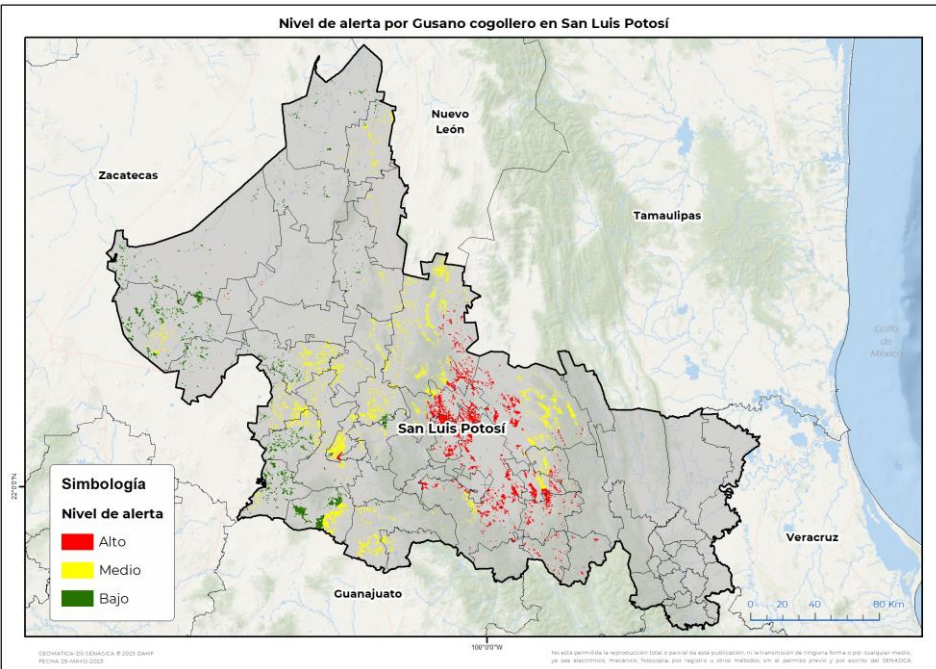 Nivel de alerta por Gusano cogollero en San Luis Potosí
Nuevo
León
Zacatecas
Tamaulipas
Golfo
de
México
San Luis Potosí
22°0'0"N
Simbología
Nivel de alerta
Alto
Medio
Bajo
Veracruz
Guanajuato
0 20 40 80 Km
100°0'0"W
GEOMATICA-DJ-SENASICA ® 2023 DAHF
FECHA: 29-MAYO-2023
No está permitida la reproducción total o parcial de esta publicación, ni la transmisión de ninguna forma o por cualquier medio,
ya sea electrónico, mecánico, fotocopia, por registro u otros métodos, sin el permiso previo y por escrito del SENASICA.